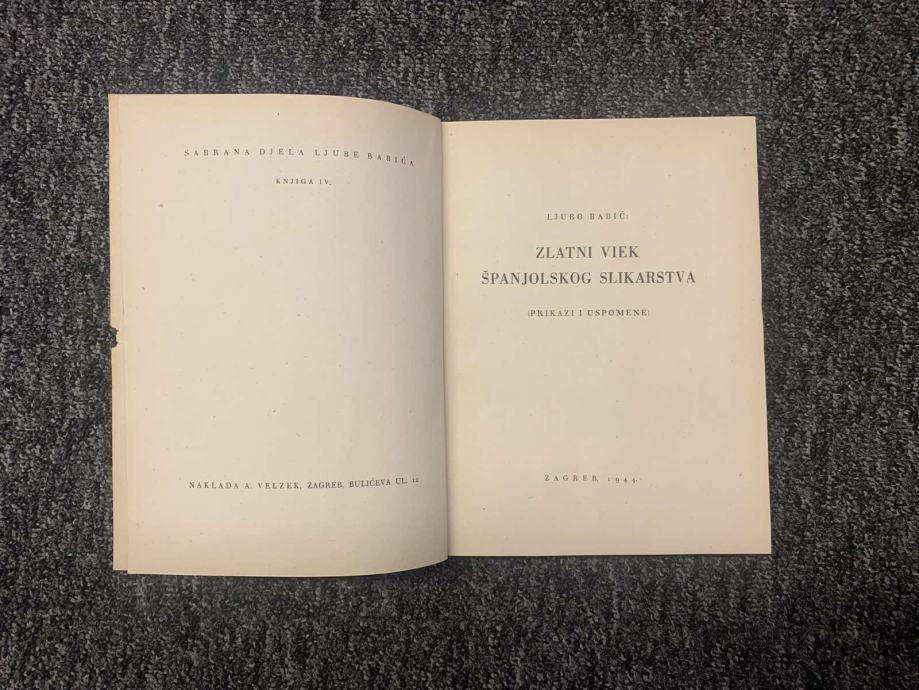 SABRANA DJELA LJUBE BABIĆA
KNJIGA IV.
NAKLADA A. VELZEK, ZAGREB, BULIĆEVA UL. 12
LJUBO BABIĆ:
ZLATNI VIEK
ŠPANJOLSKOG SLIKARSTVA
(PRIKAZI I USPOMENE)
ZAGREB, 1944.